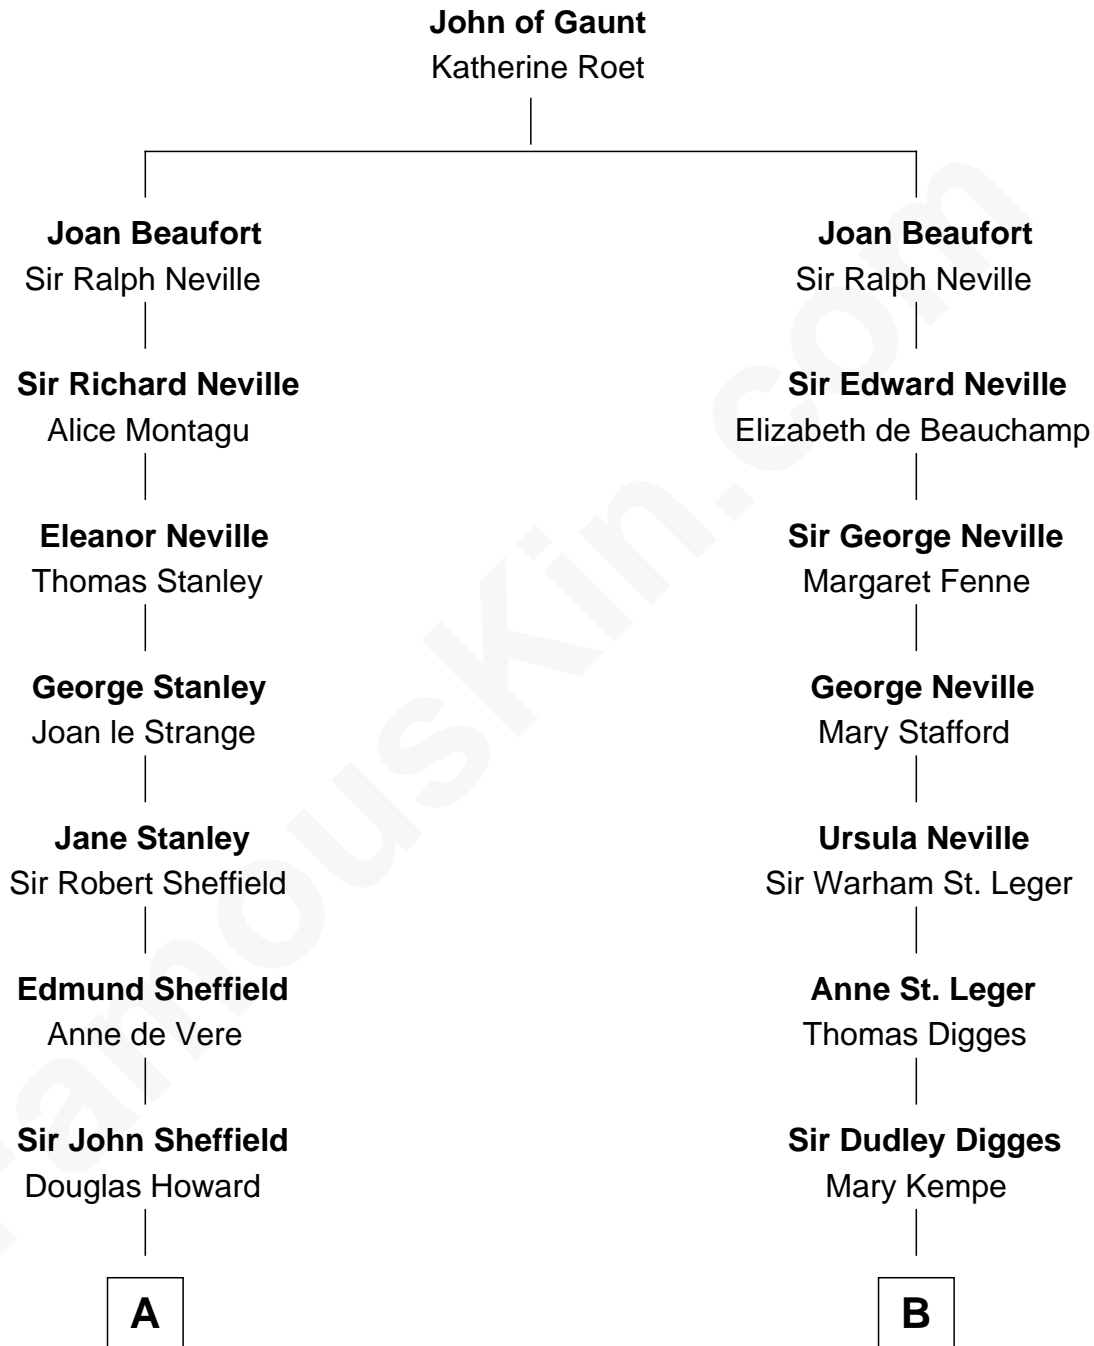 John of Gaunt
Katherine Roet
Joan Beaufort
Sir Ralph Neville
Joan Beaufort
Sir Ralph Neville
Sir Richard Neville
Alice Montagu
Sir Edward Neville
Elizabeth de Beauchamp
Eleanor Neville
Thomas Stanley
Sir George Neville
Margaret Fenne
George Stanley
Joan le Strange
George Neville
Mary Stafford
Jane Stanley
Sir Robert Sheffield
Ursula Neville
Sir Warham St. Leger
Edmund Sheffield
Anne de Vere
Anne St. Leger
Thomas Digges
Sir John Sheffield
Douglas Howard
Sir Dudley Digges
Mary Kempe
A
B
FamousKin.com